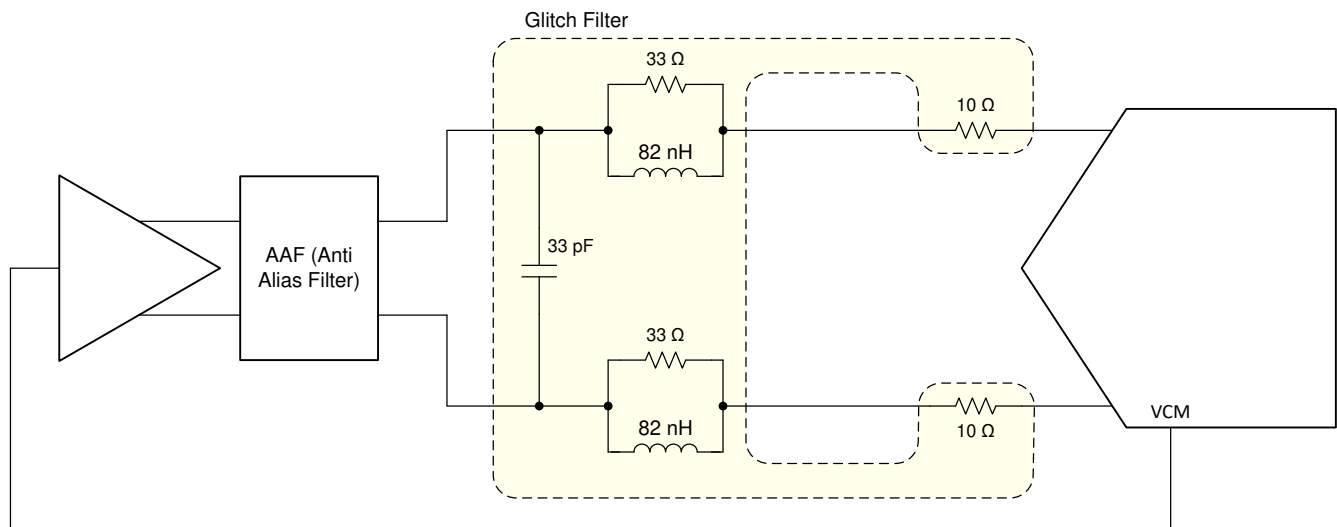 Glitch Filter
33 Ω
10 Ω
82 nH
AAF (Anti
Alias Filter)
33 pF
33 Ω
82 nH
10 Ω
VCM